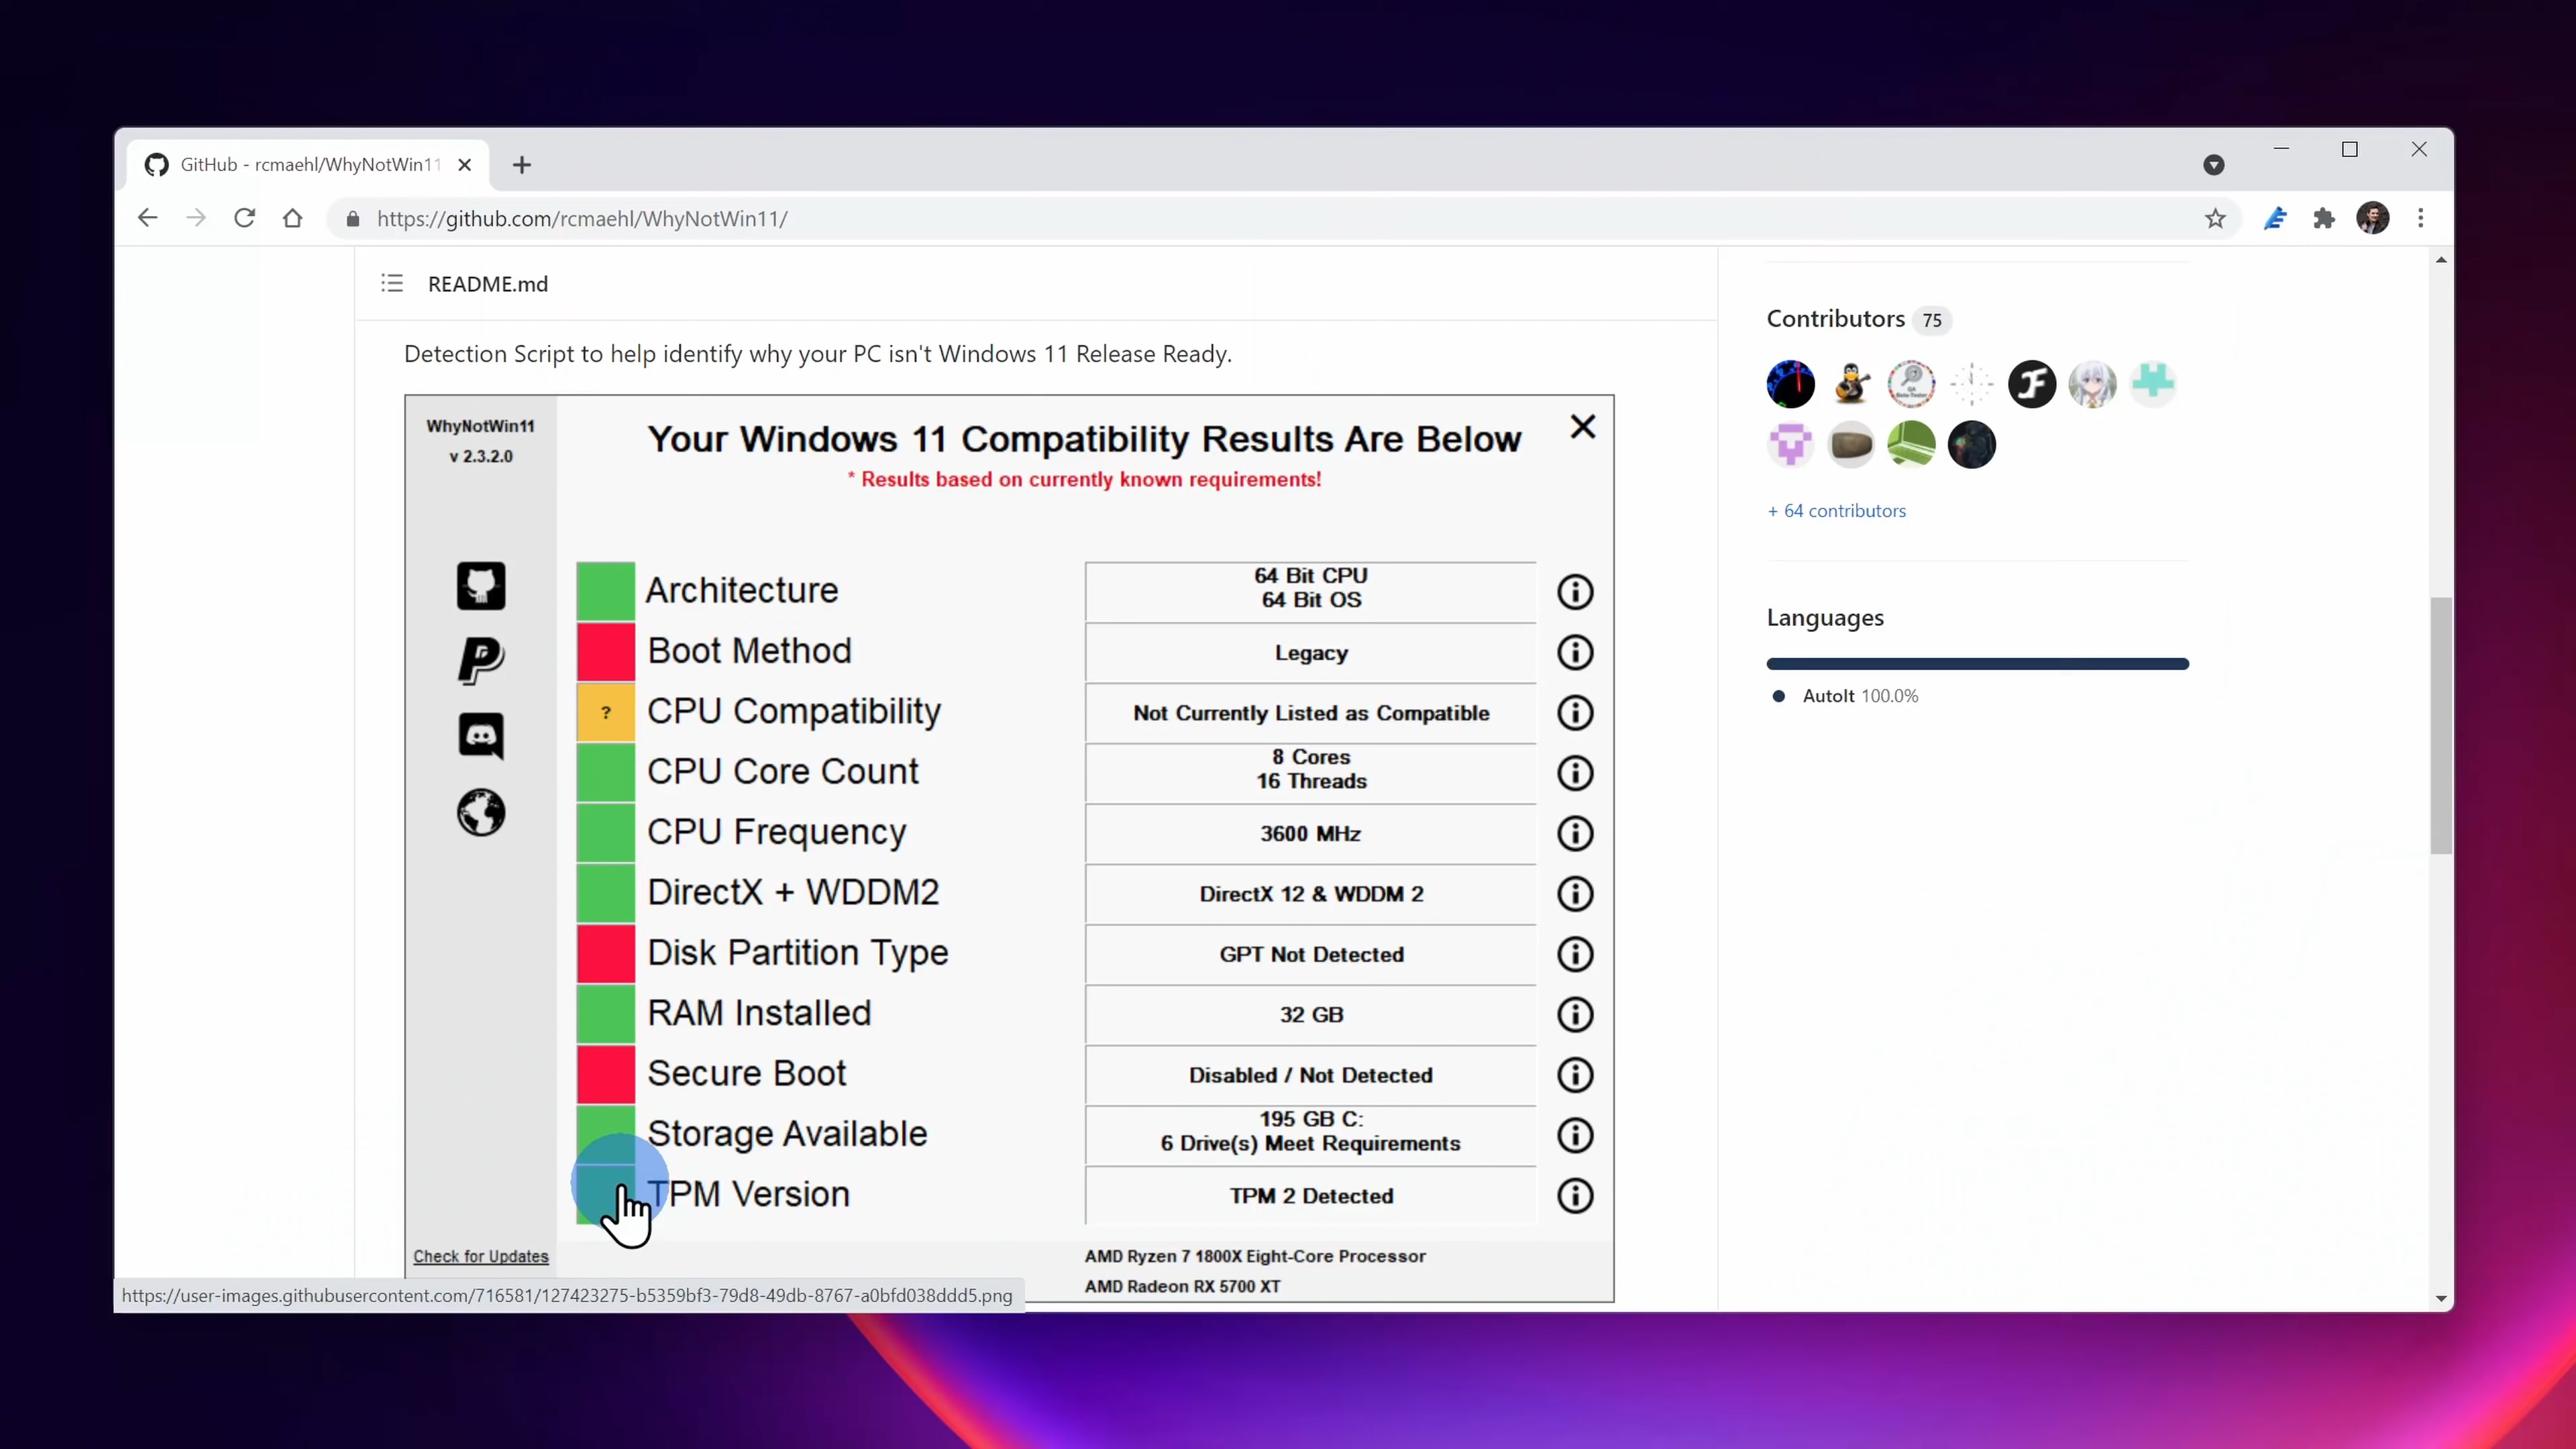 GitHub - rcmaehl/WhyNotWin11
https://github.com/rcmaehl/WhyNotWin11/
README.md
Detection Script to help identify why your PC isn't Windows 11 Release Ready.
WhyNotWin11
v 2.3.2.0
Your Windows 11 Compatibility Results Are Below
* Results based on currently known requirements!
Architecture
64 Bit CPU
64 Bit OS
Boot Method
Legacy
?
CPU Compatibility
Not Currently Listed as Compatible
CPU Core Count
8 Cores
16 Threads
CPU Frequency
3600 MHz
DirectX + WDDM2
DirectX 12 & WDDM 2
Disk Partition Type
GPT Not Detected
RAM Installed
32 GB
Secure Boot
Disabled / Not Detected
Storage Available
195 GB C:
6 Drive(s) Meet Requirements
TPM Version
TPM 2 Detected
Check for Updates
AMD Ryzen 7 1800X Eight-Core Processor
AMD Radeon RX 5700 XT
https://user-images.githubusercontent.com/716581/127423275-b5359bf3-79d8-49db-8767-a0bfd038ddd5.png
Contributors 75
+ 64 contributors
Languages
AutoIt 100.0%